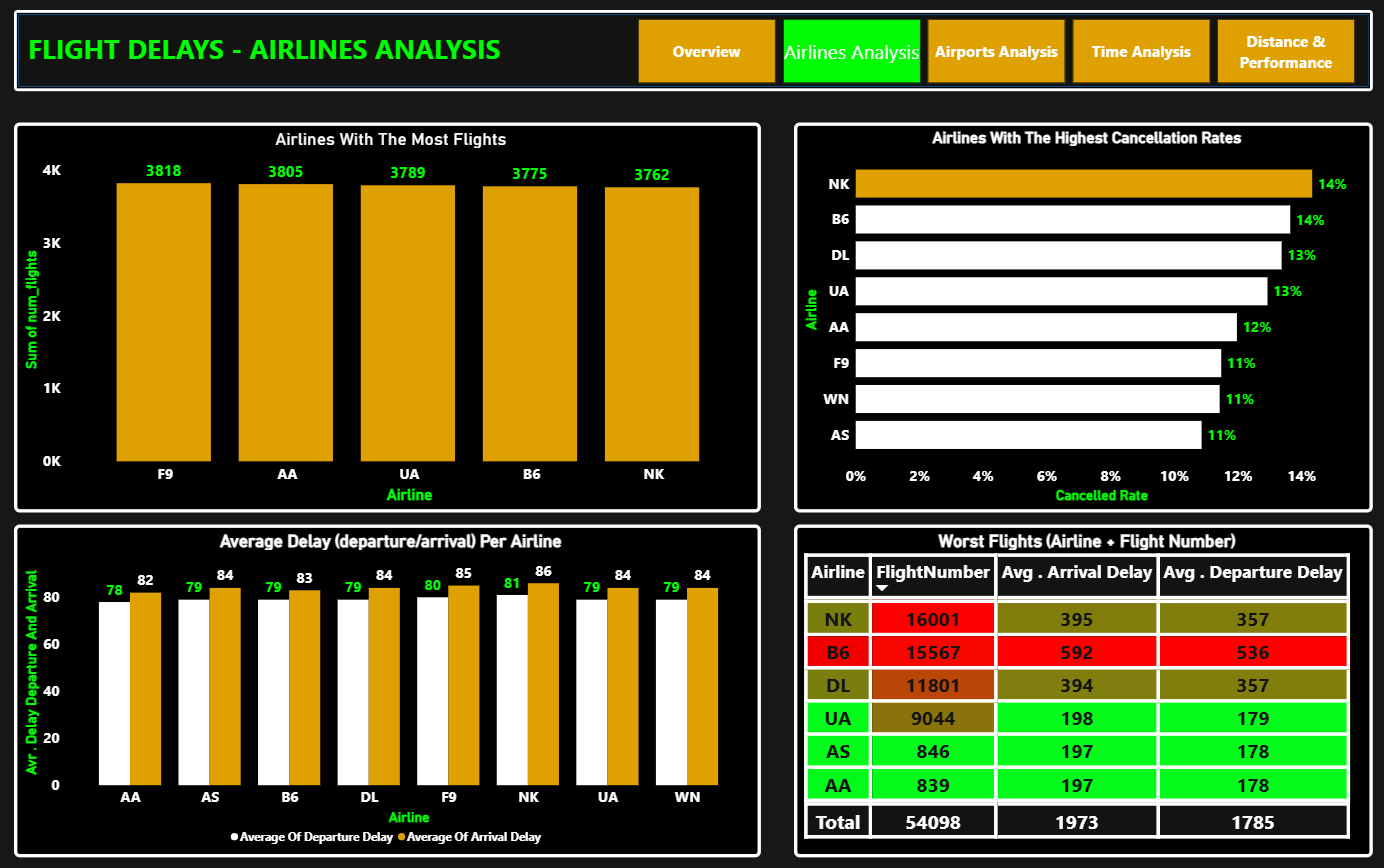 FLIGHT DELAYS - AIRLINES ANALYSIS
Overview
Airlines Analysis
Airports Analysis
Time Analysis
Distance &
Performance
Airlines With The Most Flights
Sum of num_flights
4K
3K
2K
1K
0K
3818
3805
3789
3775
3762
F9
AA
UA
B6
NK
Airline
Airlines With The Highest Cancellation Rates
Airline
NK 14%
B6 14%
DL 13%
UA 13%
AA 12%
F9 11%
WN 11%
AS 11%
0% 2% 4% 6% 8% 10% 12% 14%
Cancelled Rate
Average Delay (departure/arrival) Per Airline
Avr . Delay Departure And Arrival
80
60
40
20
0
78 82 79 84 79 83 79 84 80 85 81 86 79 84 79 84
AA AS B6 DL F9 NK UA WN
Airline
Average Of Departure Delay Average Of Arrival Delay
Worst Flights (Airline + Flight Number)
Airline FlightNumber Avg . Arrival Delay Avg . Departure Delay
NK 16001 395 357
B6 15567 592 536
DL 11801 394 357
UA 9044 198 179
AS 846 197 178
AA 839 197 178
Total 54098 1973 1785